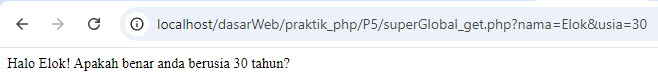 localhost/dasarWeb/praktik_php/P5/superGlobal_get.php?nama=Elok&usia=30
Halo Elok! Apakah benar anda berusia 30 tahun?